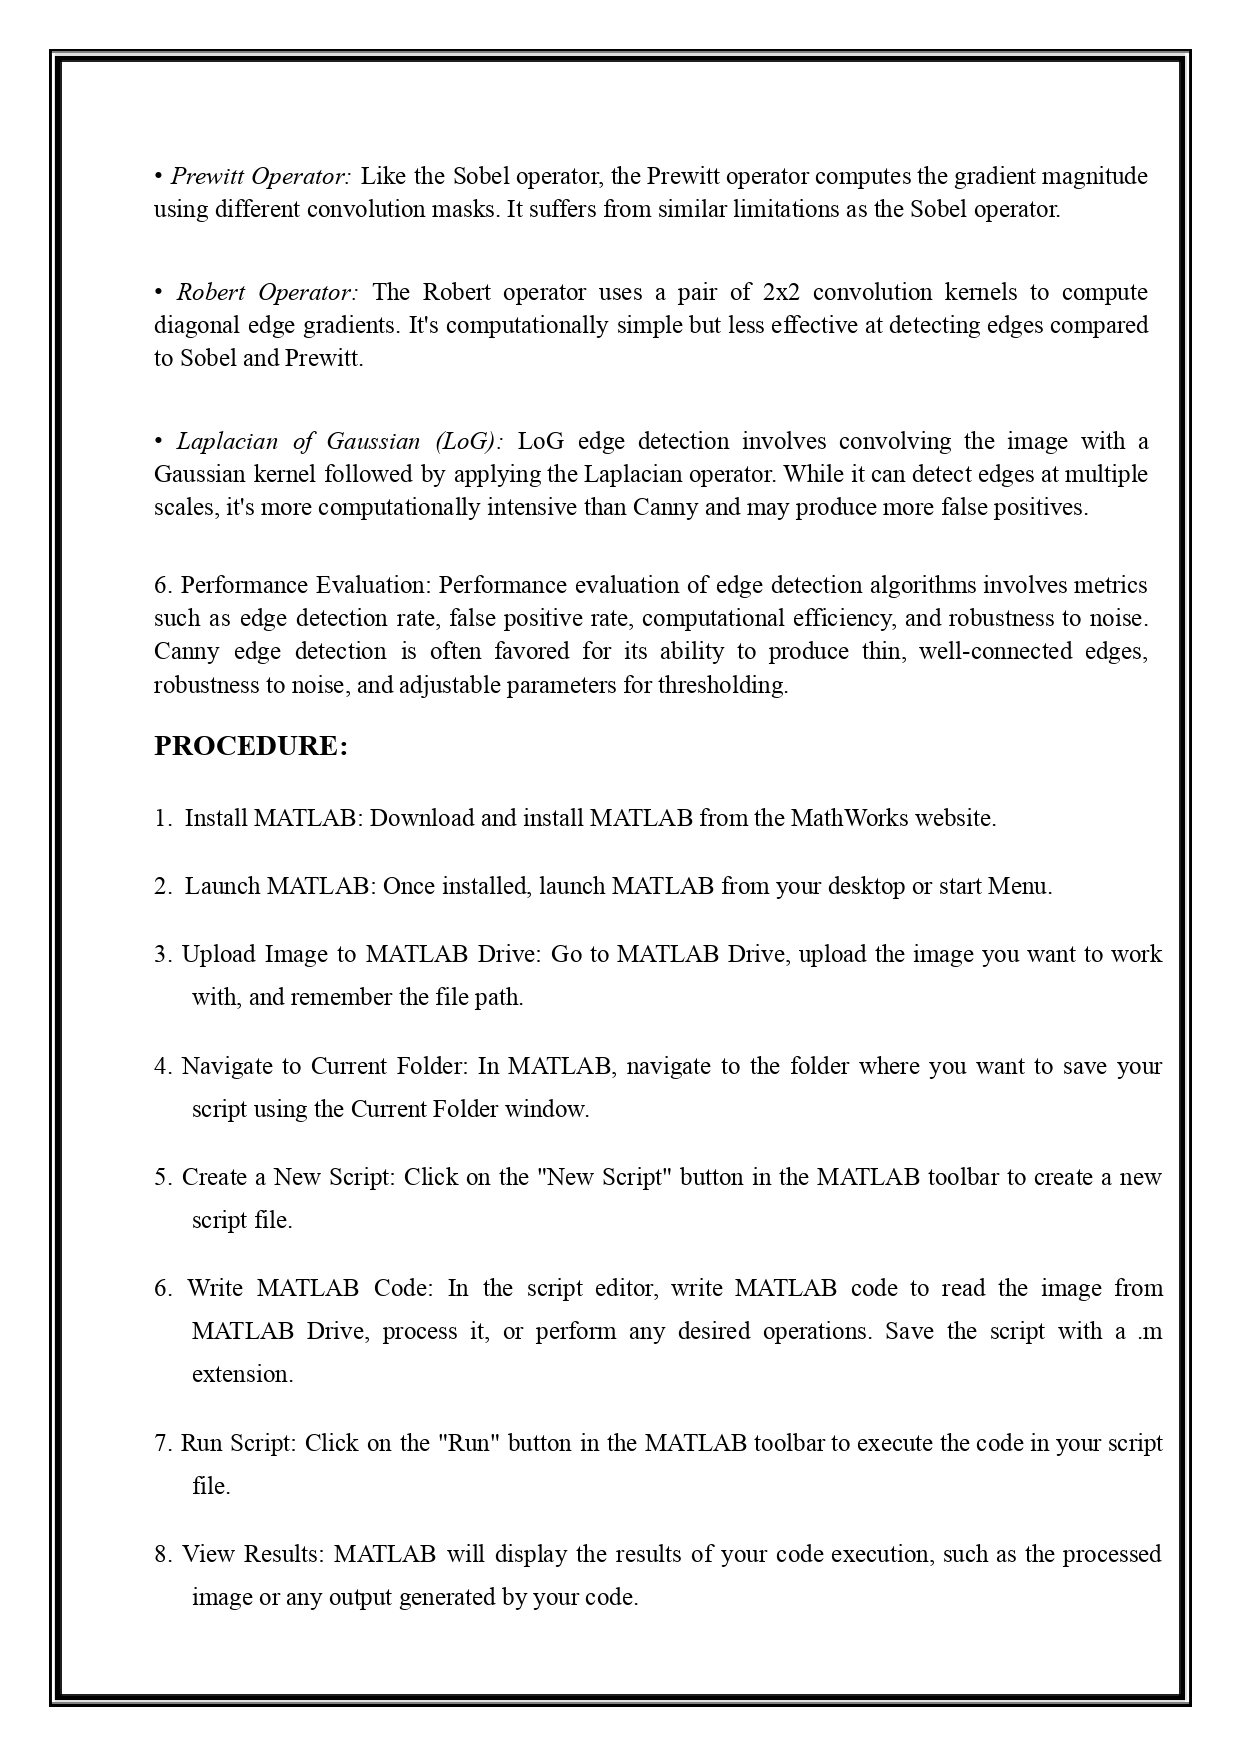 • Prewitt Operator: Like the Sobel operator, the Prewitt operator computes the gradient magnitude
using different convolution masks. It suffers from similar limitations as the Sobel operator.
• Robert Operator: The Robert operator uses a pair of 2x2 convolution kernels to compute
diagonal edge gradients. It's computationally simple but less effective at detecting edges compared
to Sobel and Prewitt.
• Laplacian of Gaussian (LoG): LoG edge detection involves convolving the image with a
Gaussian kernel followed by applying the Laplacian operator. While it can detect edges at multiple
scales, it's more computationally intensive than Canny and may produce more false positives.
6. Performance Evaluation: Performance evaluation of edge detection algorithms involves metrics
such as edge detection rate, false positive rate, computational efficiency, and robustness to noise.
Canny edge detection is often favored for its ability to produce thin, well-connected edges,
robustness to noise, and adjustable parameters for thresholding.
PROCEDURE:
1. Install MATLAB: Download and install MATLAB from the MathWorks website.
2. Launch MATLAB: Once installed, launch MATLAB from your desktop or start Menu.
3. Upload Image to MATLAB Drive: Go to MATLAB Drive, upload the image you want to work
with, and remember the file path.
4. Navigate to Current Folder: In MATLAB, navigate to the folder where you want to save your
script using the Current Folder window.
5. Create a New Script: Click on the "New Script" button in the MATLAB toolbar to create a new
script file.
6. Write MATLAB Code: In the script editor, write MATLAB code to read the image from
MATLAB Drive, process it, or perform any desired operations. Save the script with a .m
extension.
7. Run Script: Click on the "Run" button in the MATLAB toolbar to execute the code in your script
file.
8. View Results: MATLAB will display the results of your code execution, such as the processed
image or any output generated by your code.